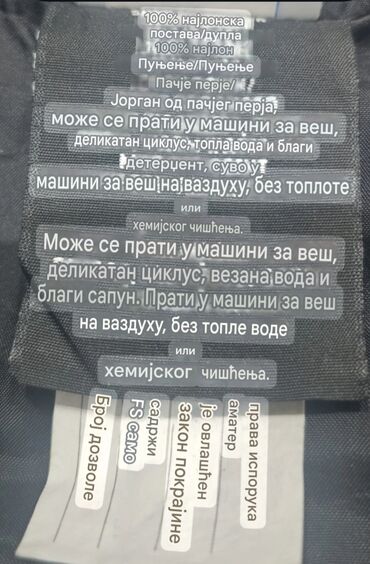 100% најлонска
постава/дупла
100% најлон
Пуњење/Пуњење
Пачје перје/
Јорган од пачјег перја,
може се прати у машини за веш,
деликатан циклус, топла вода и благи
детерџент, суво у
машини за веш на ваздуху, без топлоте
или
хемијског чишћења.
Може се прати у машини за веш,
деликатан циклус, везана вода и
благи сапун. Прати у машини за веш
на ваздуху, без топле воде
или
хемијског чишћења.
права испорука
аматер
је овлашћен
закон покрајине
садржи
FS само
Број дозволе